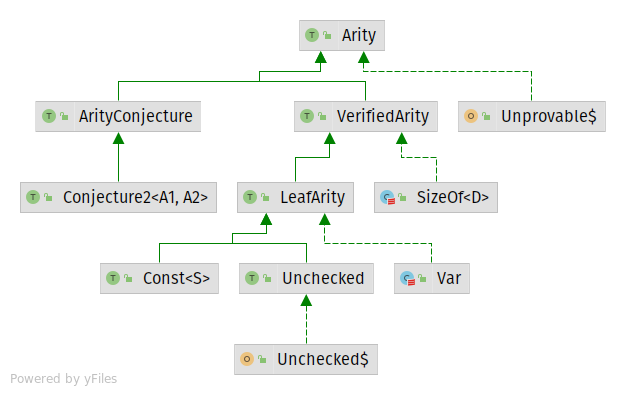 Arity
ArityConjecture
VerifiedArity
Unprovable$
Conjecture2<A1, A2>
LeafArity
SizeOf<D>
Const<S>
Unchecked
Var
Unchecked$
Powered by yFiles